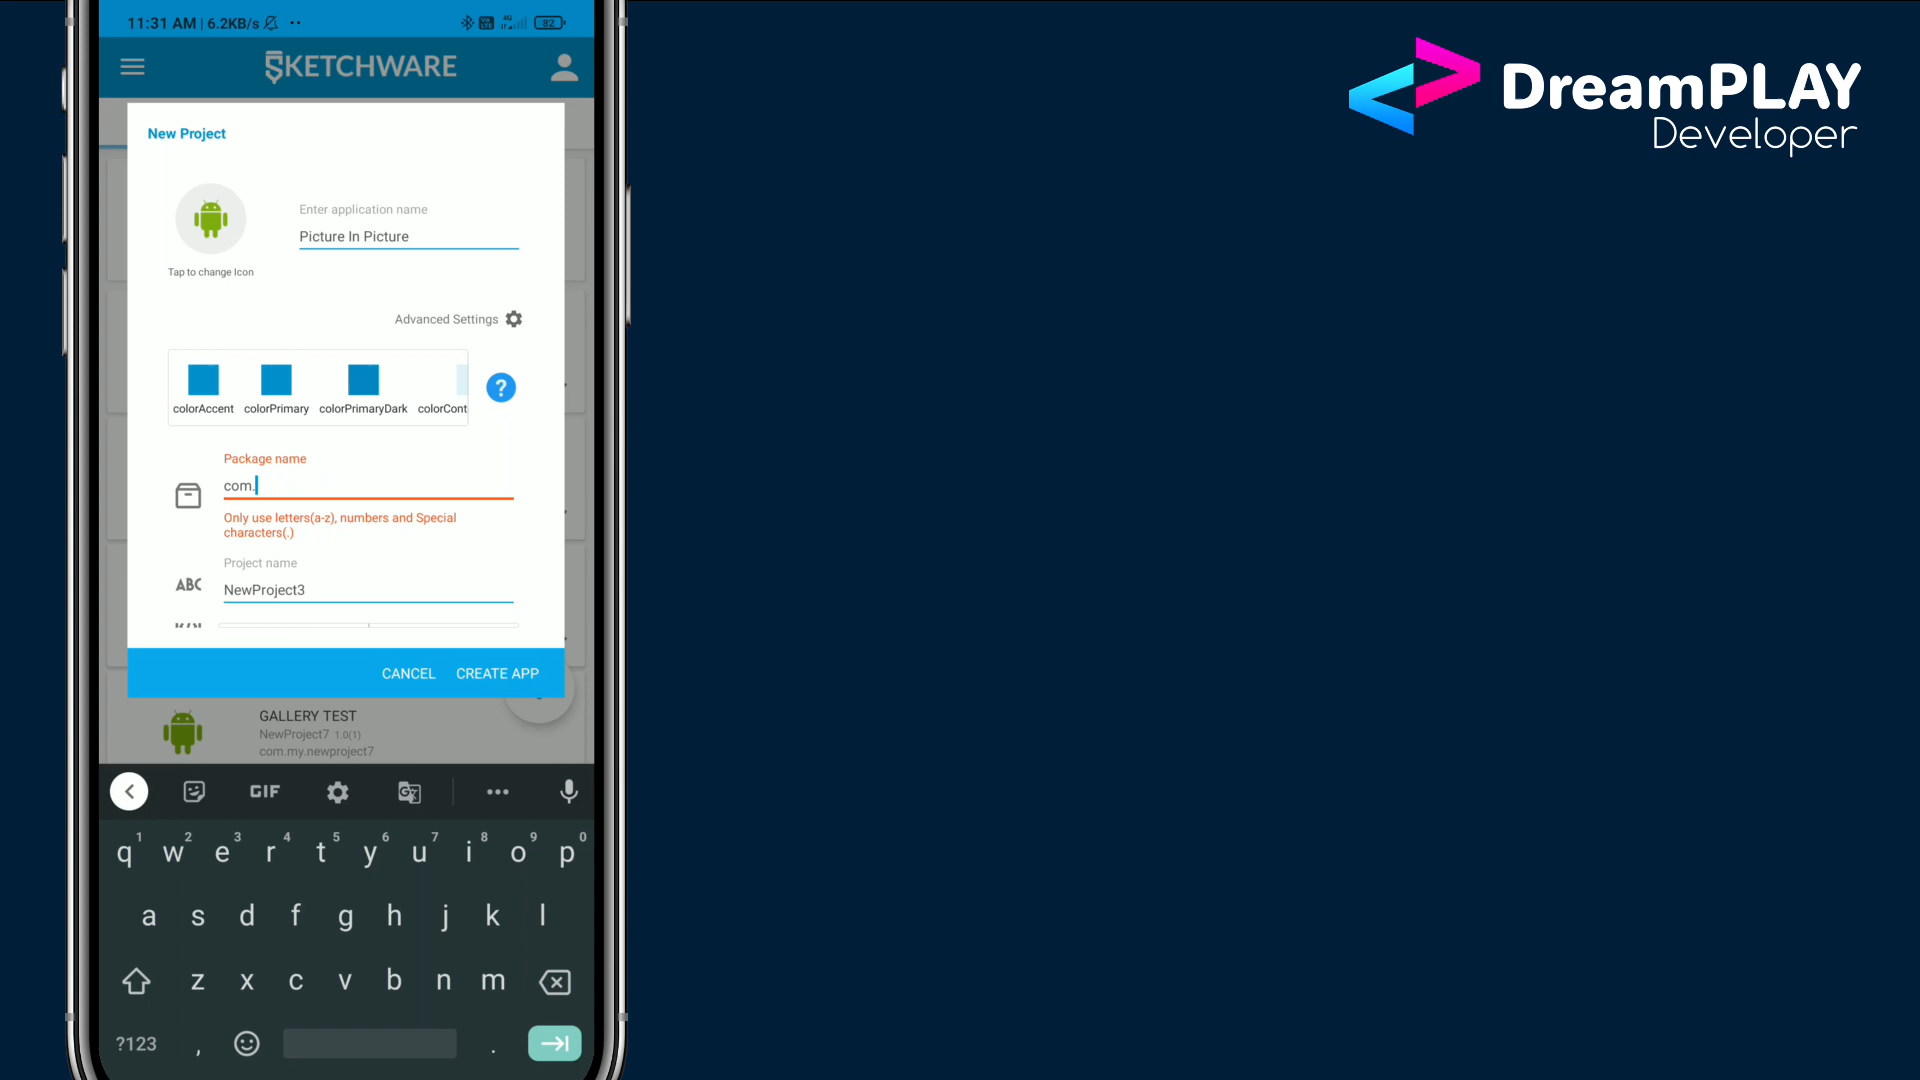 11:31 AM | 6.2KB/s
4G
82
SKETCHWARE
DreamPLAY
Developer
New Project
Enter application name
Picture In Picture
Tap to change Icon
Advanced Settings
?
colorAccent colorPrimary colorPrimaryDark colorCont
Package name
com.
Only use letters(a-z), numbers and Special
characters(.)
Project name
ABC
NewProject3
CANCEL CREATE APP
GALLERY TEST
NewProject7 1.0(1)
com.my.newproject7
GIF
1 2 3 4 5 6 7 8 9 0
q w e r t y u i o p
a s d f g h j k l
z x c v b n m
?123 , .